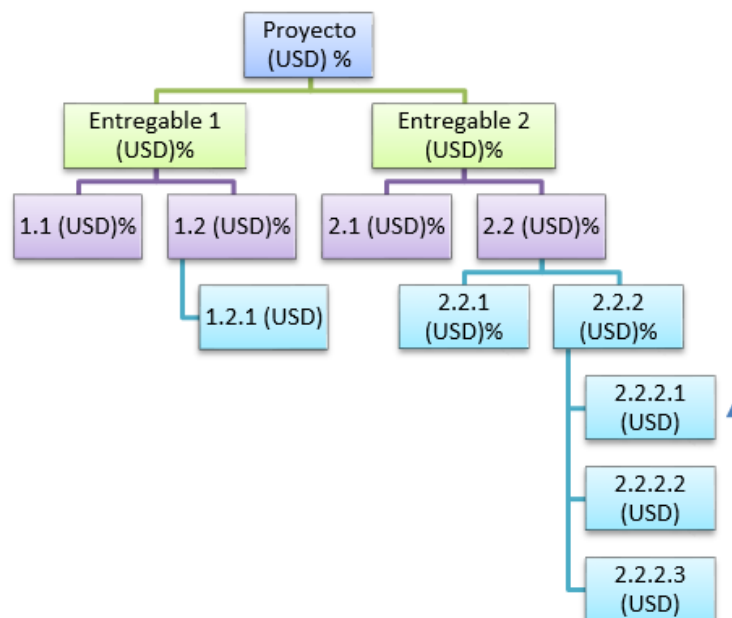 Proyecto
(USD) %
Entregable 1
(USD)%
Entregable 2
(USD)%
1.1 (USD)%
1.2 (USD)%
2.1 (USD)%
2.2 (USD)%
1.2.1 (USD)
2.2.1
(USD)%
2.2.2
(USD)%
2.2.2.1
(USD)
2.2.2.2
(USD)
2.2.2.3
(USD)